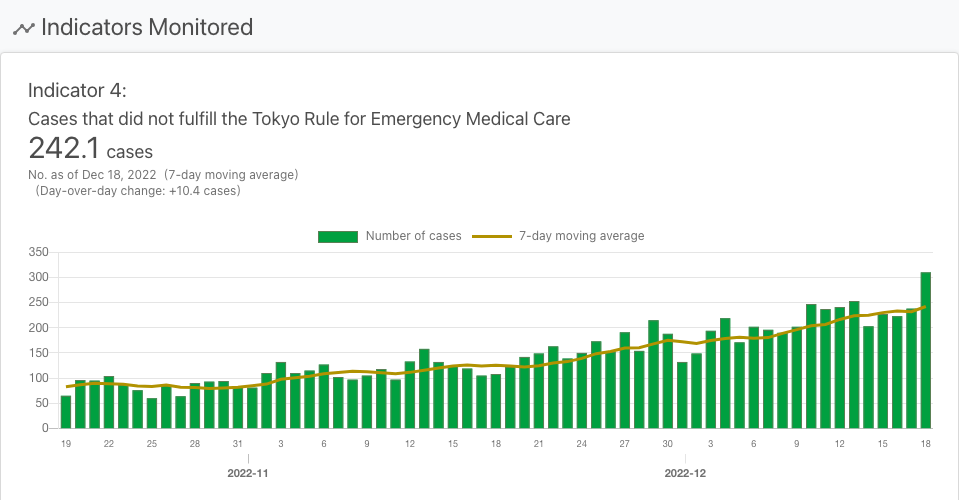 Indicators Monitored
Indicator 4:
Cases that did not fulfill the Tokyo Rule for Emergency Medical Care
242.1 cases
No. as of Dec 18, 2022 (7-day moving average)
(Day-over-day change: +10.4 cases)
Number of cases 7-day moving average
350
300
250
200
150
100
50
0
19 22 25 28 31 3 6 9 12 15 18 21 24 27 30 3 6 9 12 15 18
2022-11 2022-12